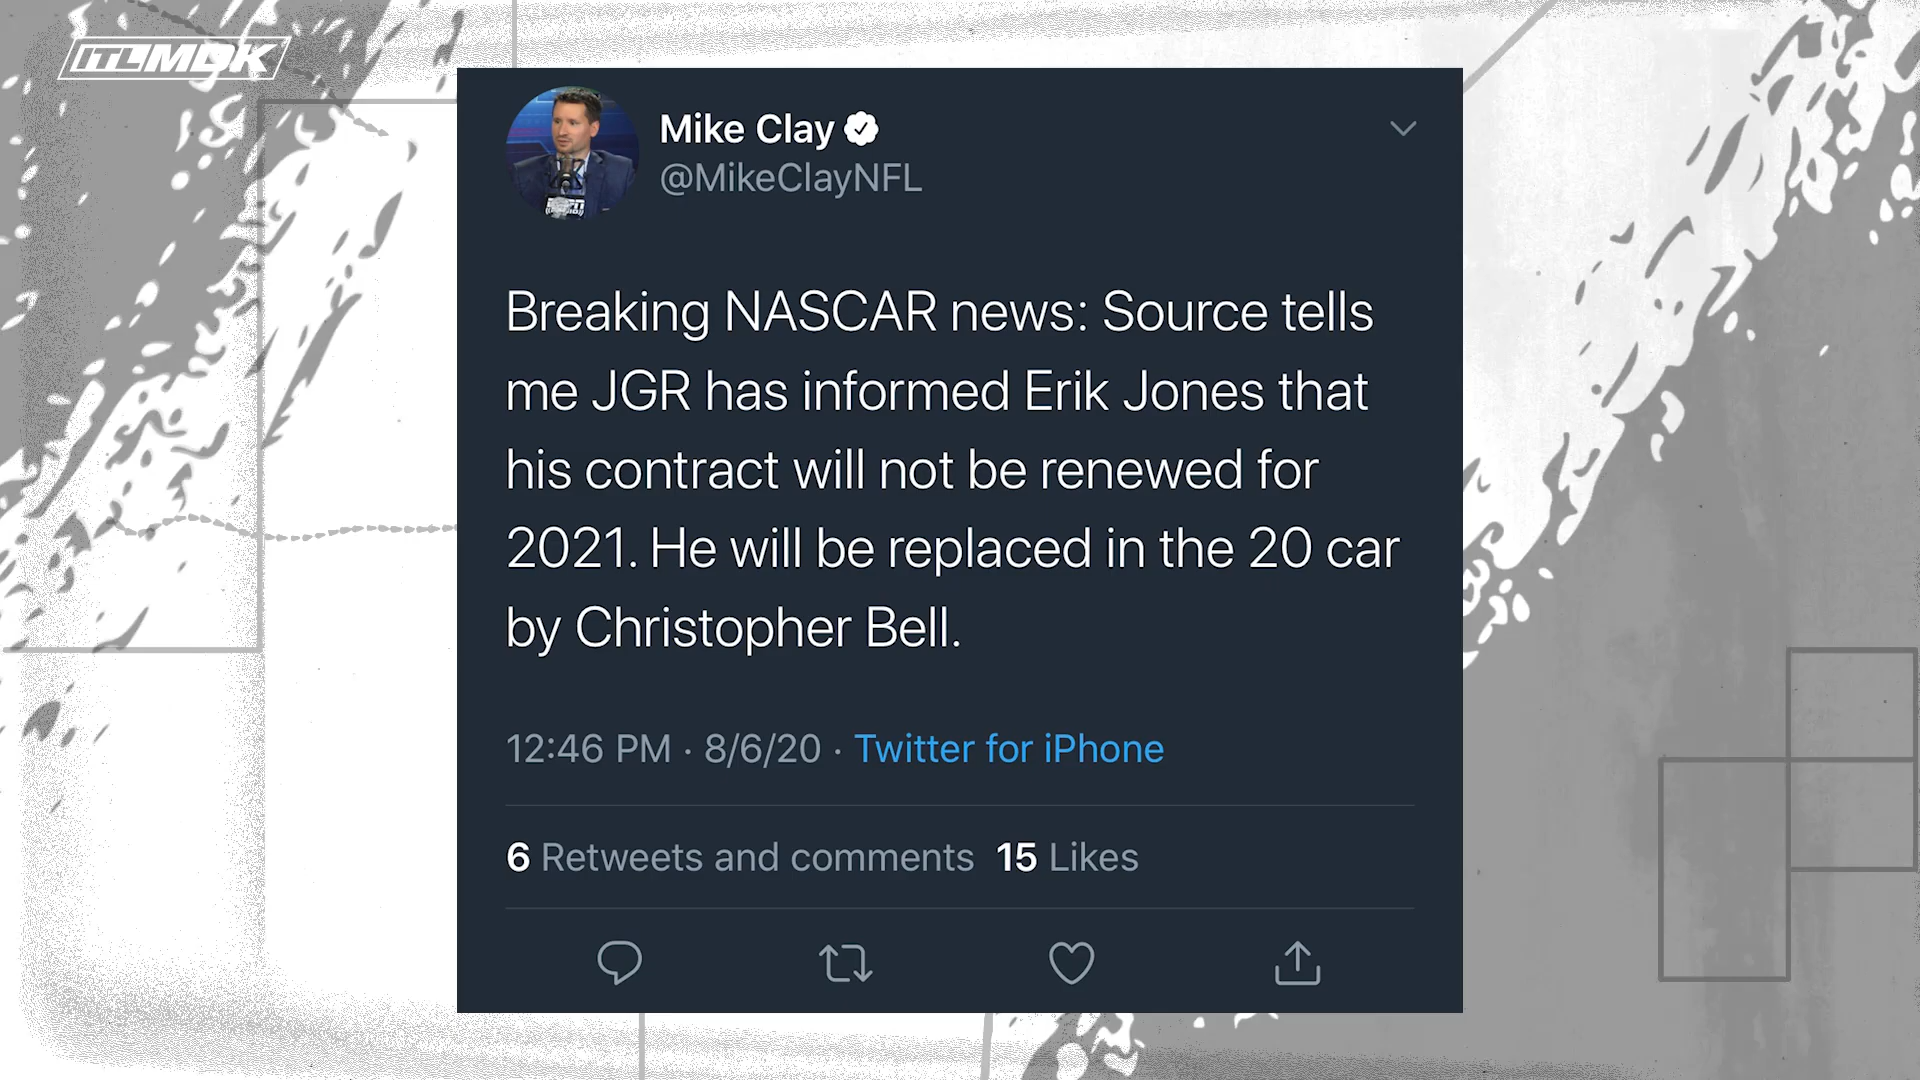 ITLMDK
Mike Clay
@MikeClayNFL
ESPN
Breaking NASCAR news: Source tells
me JGR has informed Erik Jones that
his contract will not be renewed for
2021. He will be replaced in the 20 car
by Christopher Bell.
12:46 PM · 8/6/20 · Twitter for iPhone
6 Retweets and comments 15 Likes